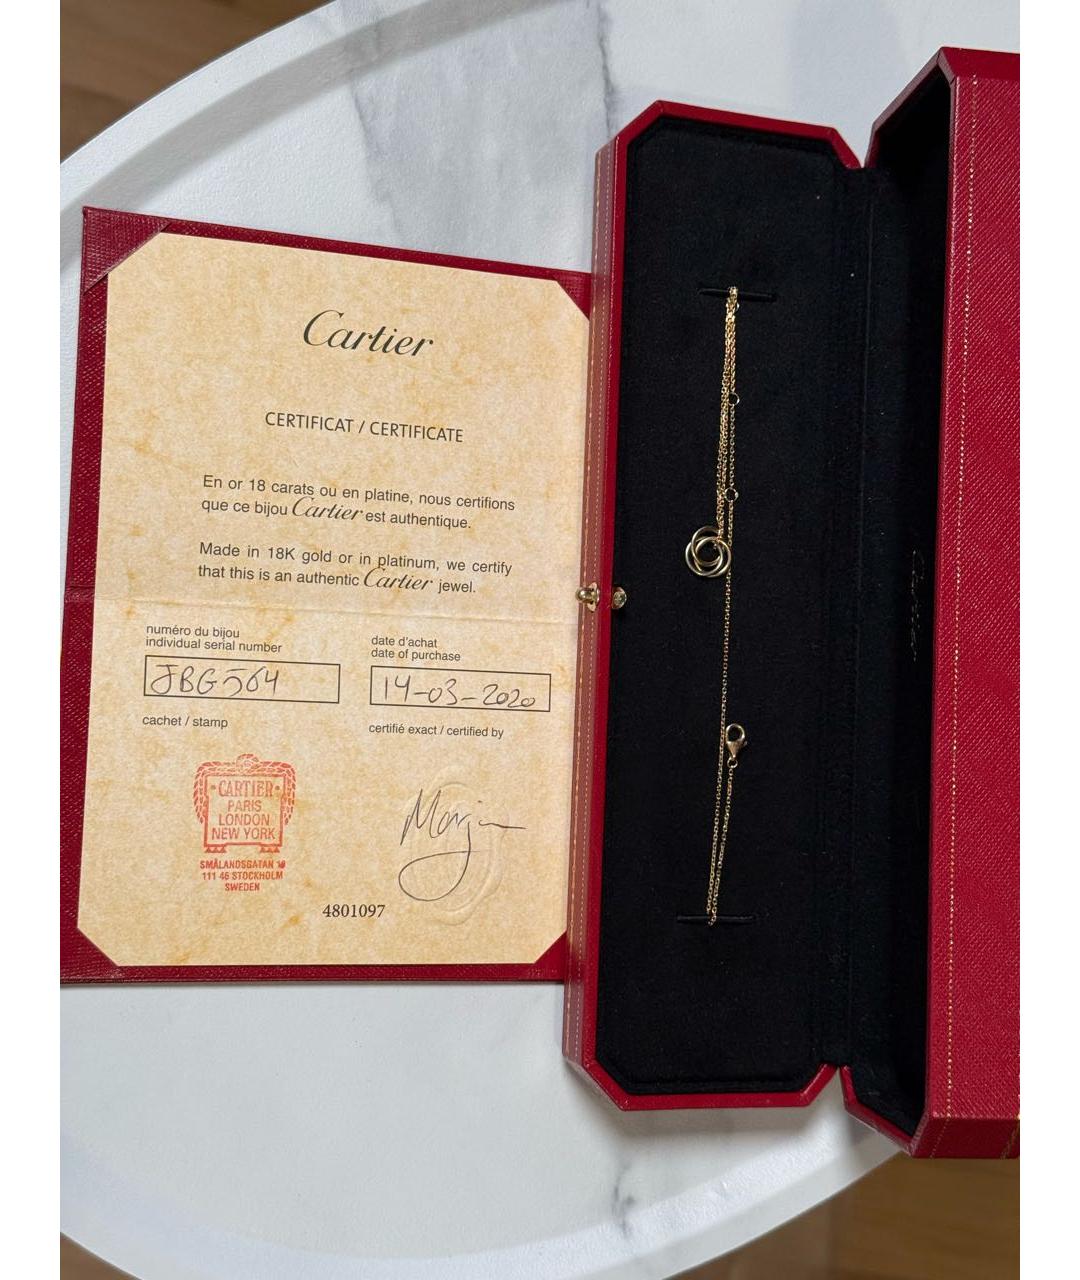 Cartier
CERTIFICAT / CERTIFICATE
En or 18 carats ou en platine, nous certifions
que ce bijou Cartier est authentique.
Made in 18K gold or in platinum, we certify
that this is an authentic Cartier jewel.
numéro du bijou
individual serial number
JBG564
date d'achat
date of purchase
14-03-2020
cachet / stamp
certifié exact / certified by
CARTIER
PARIS
LONDON
NEW YORK
SMÅLANDSGATAN
111 46 STOCKHOLM
SWEDEN
4801097
Cartier